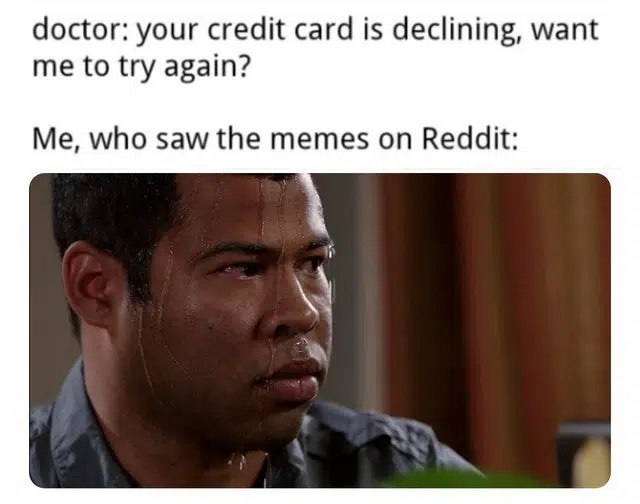 doctor: your credit card is declining, want
me to try again?
Me, who saw the memes on Reddit: